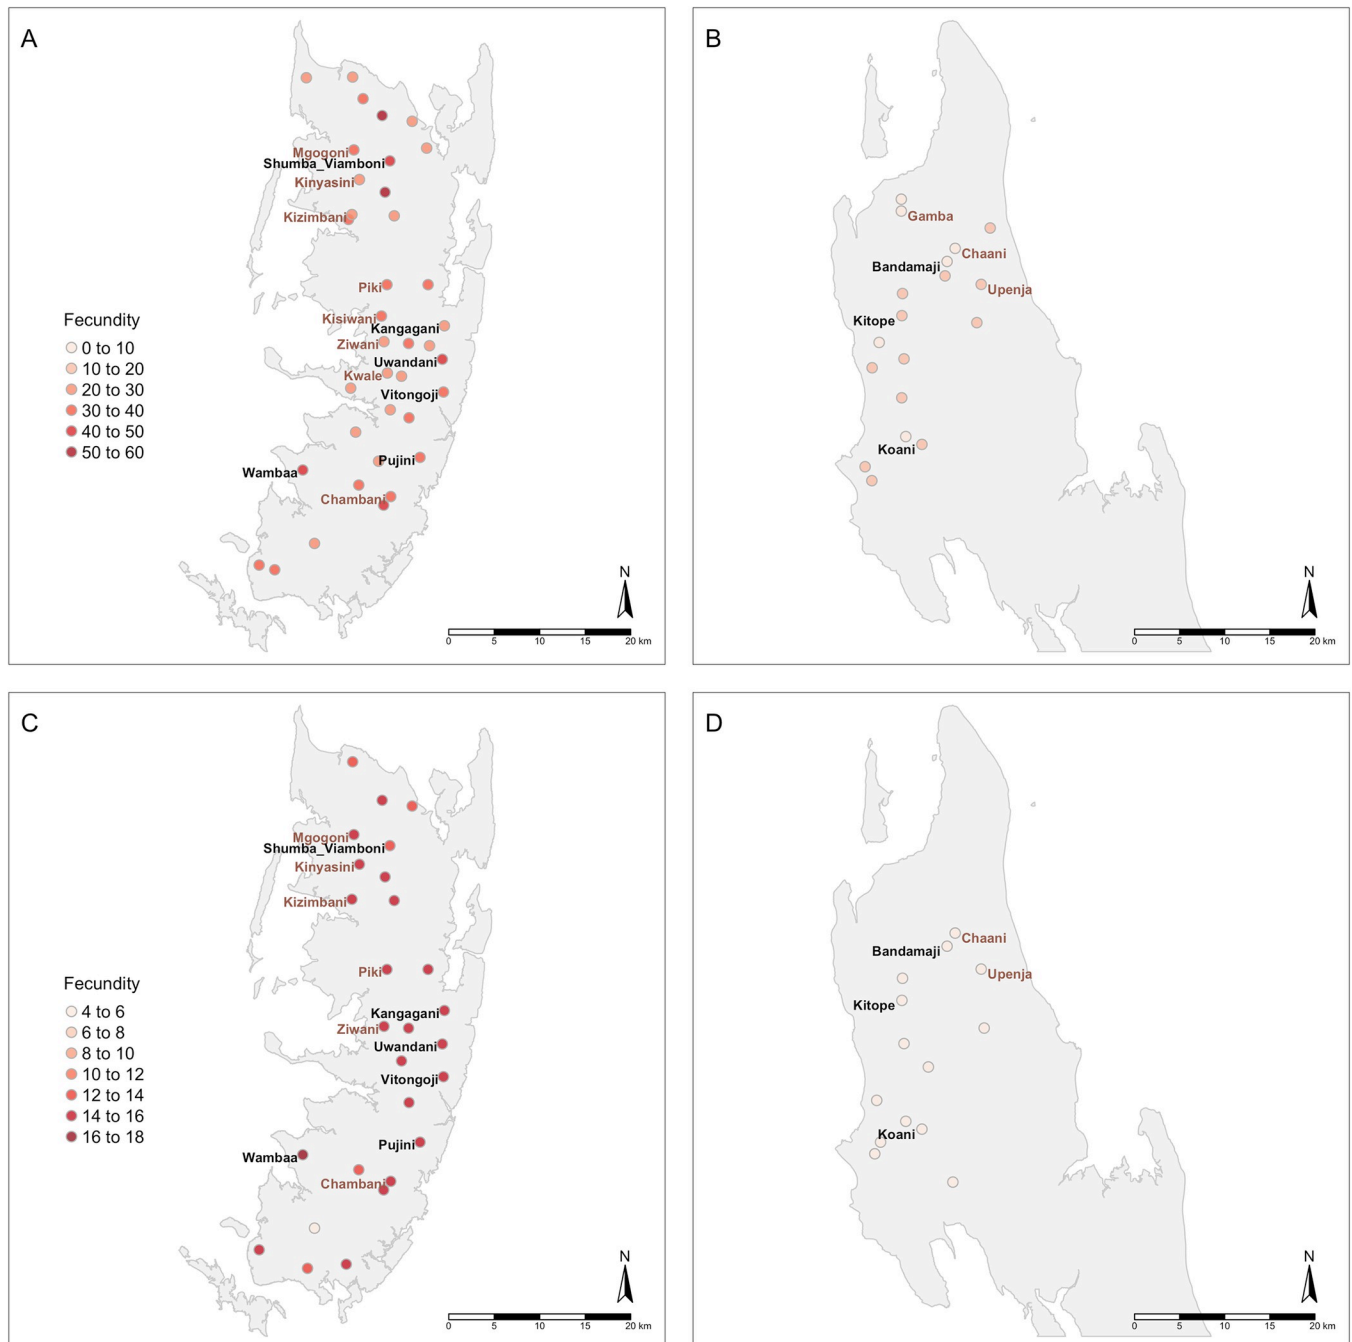 A
Mgogoni
Shumba_Viamboni
Kinyasini
Kizimbani
Piki
Kisiwani
Kangagani
Ziwani
Uwandani
Kwale
Vitongoji
Pujini
Wambaa
Chambani
Fecundity
0 to 10
10 to 20
20 to 30
30 to 40
40 to 50
50 to 60
N
0 5 10 15 20 km
B
Gamba
Chaani
Bandamaji
Upenja
Kitope
Koani
N
0 5 10 15 20 km
C
Mgogoni
Shumba_Viamboni
Kinyasini
Kizimbani
Piki
Kangagani
Ziwani
Uwandani
Vitongoji
Pujini
Wambaa
Chambani
Fecundity
4 to 6
6 to 8
8 to 10
10 to 12
12 to 14
14 to 16
16 to 18
N
0 5 10 15 20 km
D
Chaani
Bandamaji
Upenja
Kitope
Koani
N
0 5 10 15 20 km